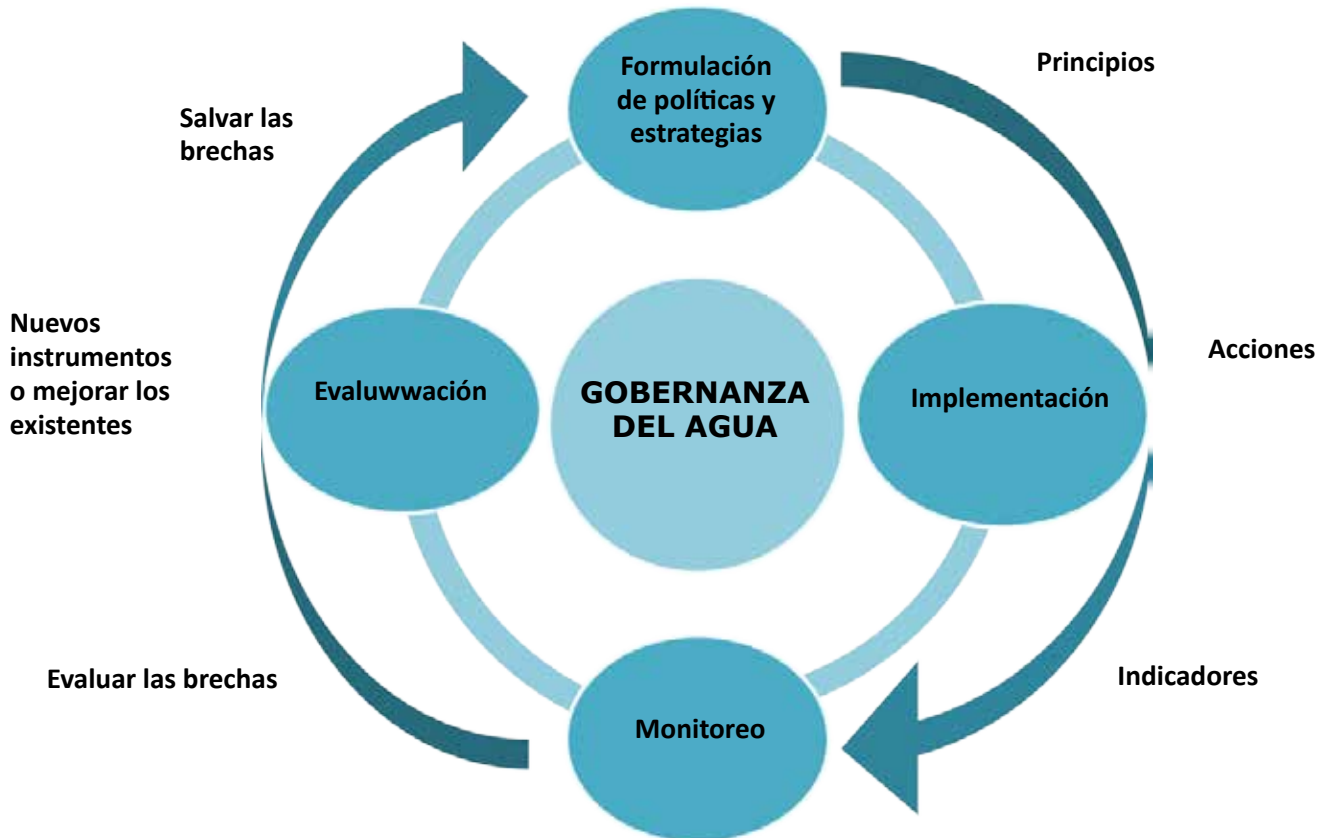 Formulación
de políticas y
estrategias
Principios
Salvar las
brechas
Nuevos
instrumentos
o mejorar los
existentes
Evaluwwación
GOBERNANZA
DEL AGUA
Implementación
Acciones
Evaluar las brechas
Monitoreo
Indicadores